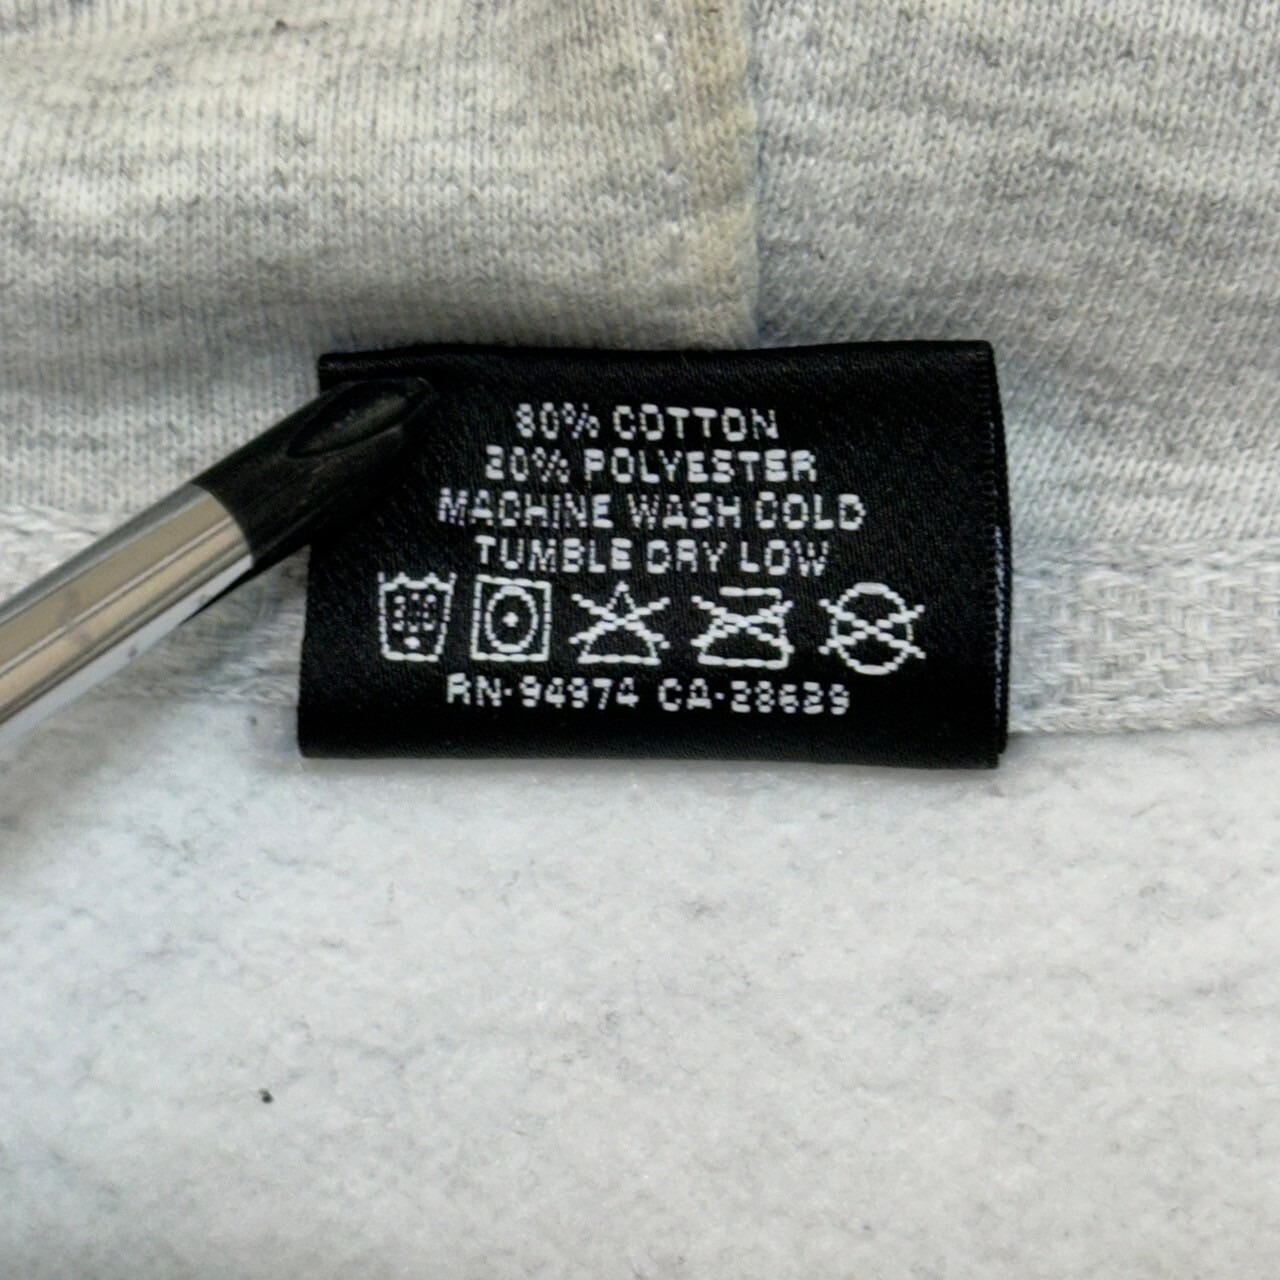 80% COTTON
20% POLYESTER
MACHINE WASH COLD
TUMBLE DRY LOW
RN-94974 CA-28629